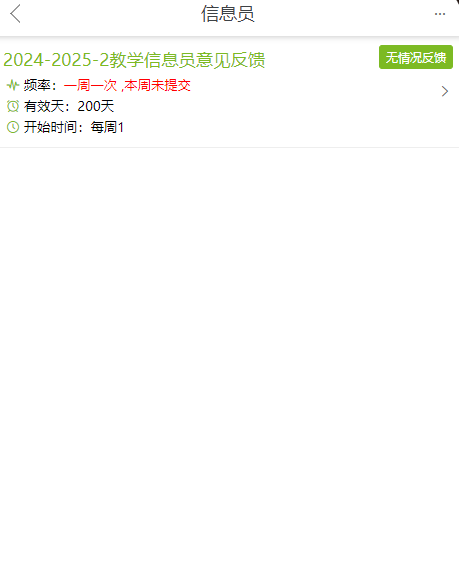 信息员
2024-2025-2教学信息员意见反馈
无情况反馈
频率：一周一次 ,本周未提交
有效天：200天
开始时间：每周1